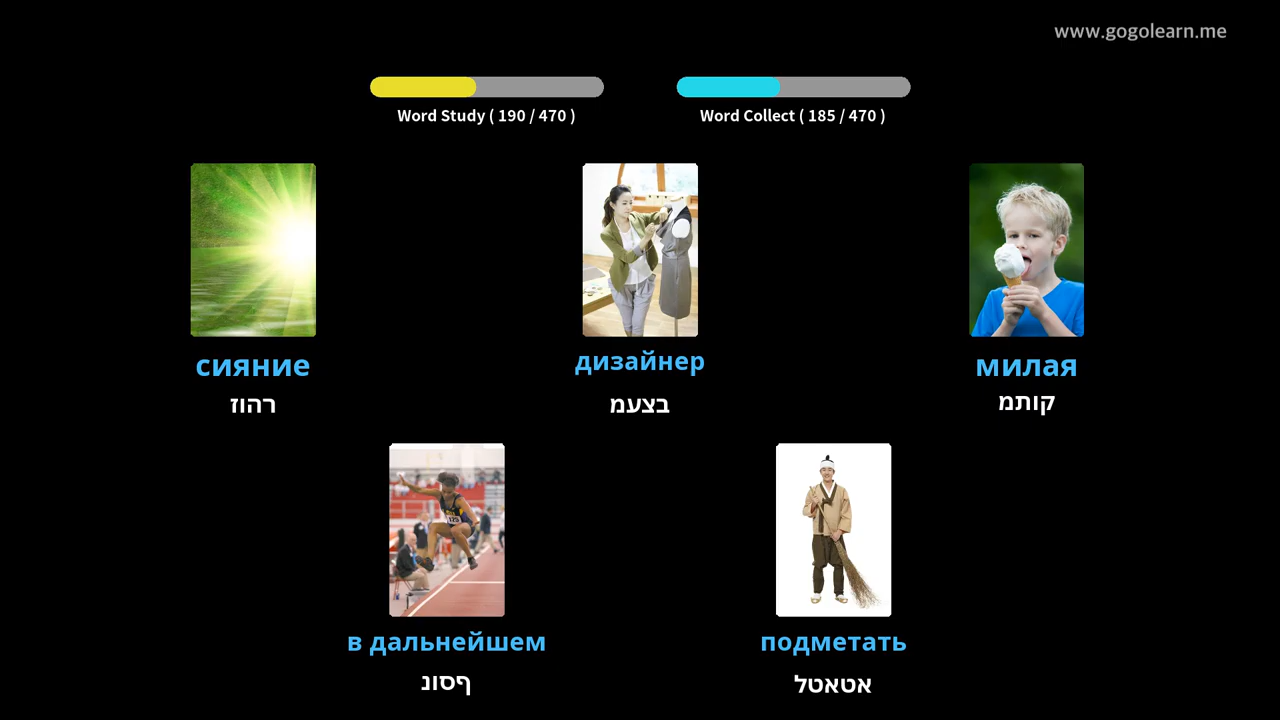 www.gogolearn.me
Word Study ( 190 / 470 )
Word Collect ( 185 / 470 )
сияние
רהוז
дизайнер
בצעמ
милая
קותמ
в дальнейшем
ףסונ
подметать
אטאטל